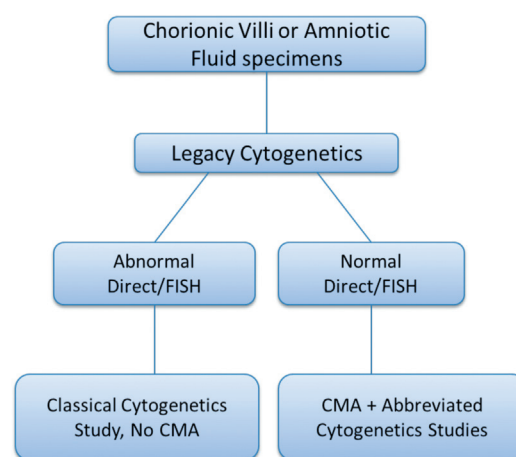 Chorionic Villi or Amniotic
Fluid specimens
Legacy Cytogenetics
Abnormal
Direct/FISH
Normal
Direct/FISH
Classical Cytogenetics
Study, No CMA
CMA + Abbreviated
Cytogenetics Studies